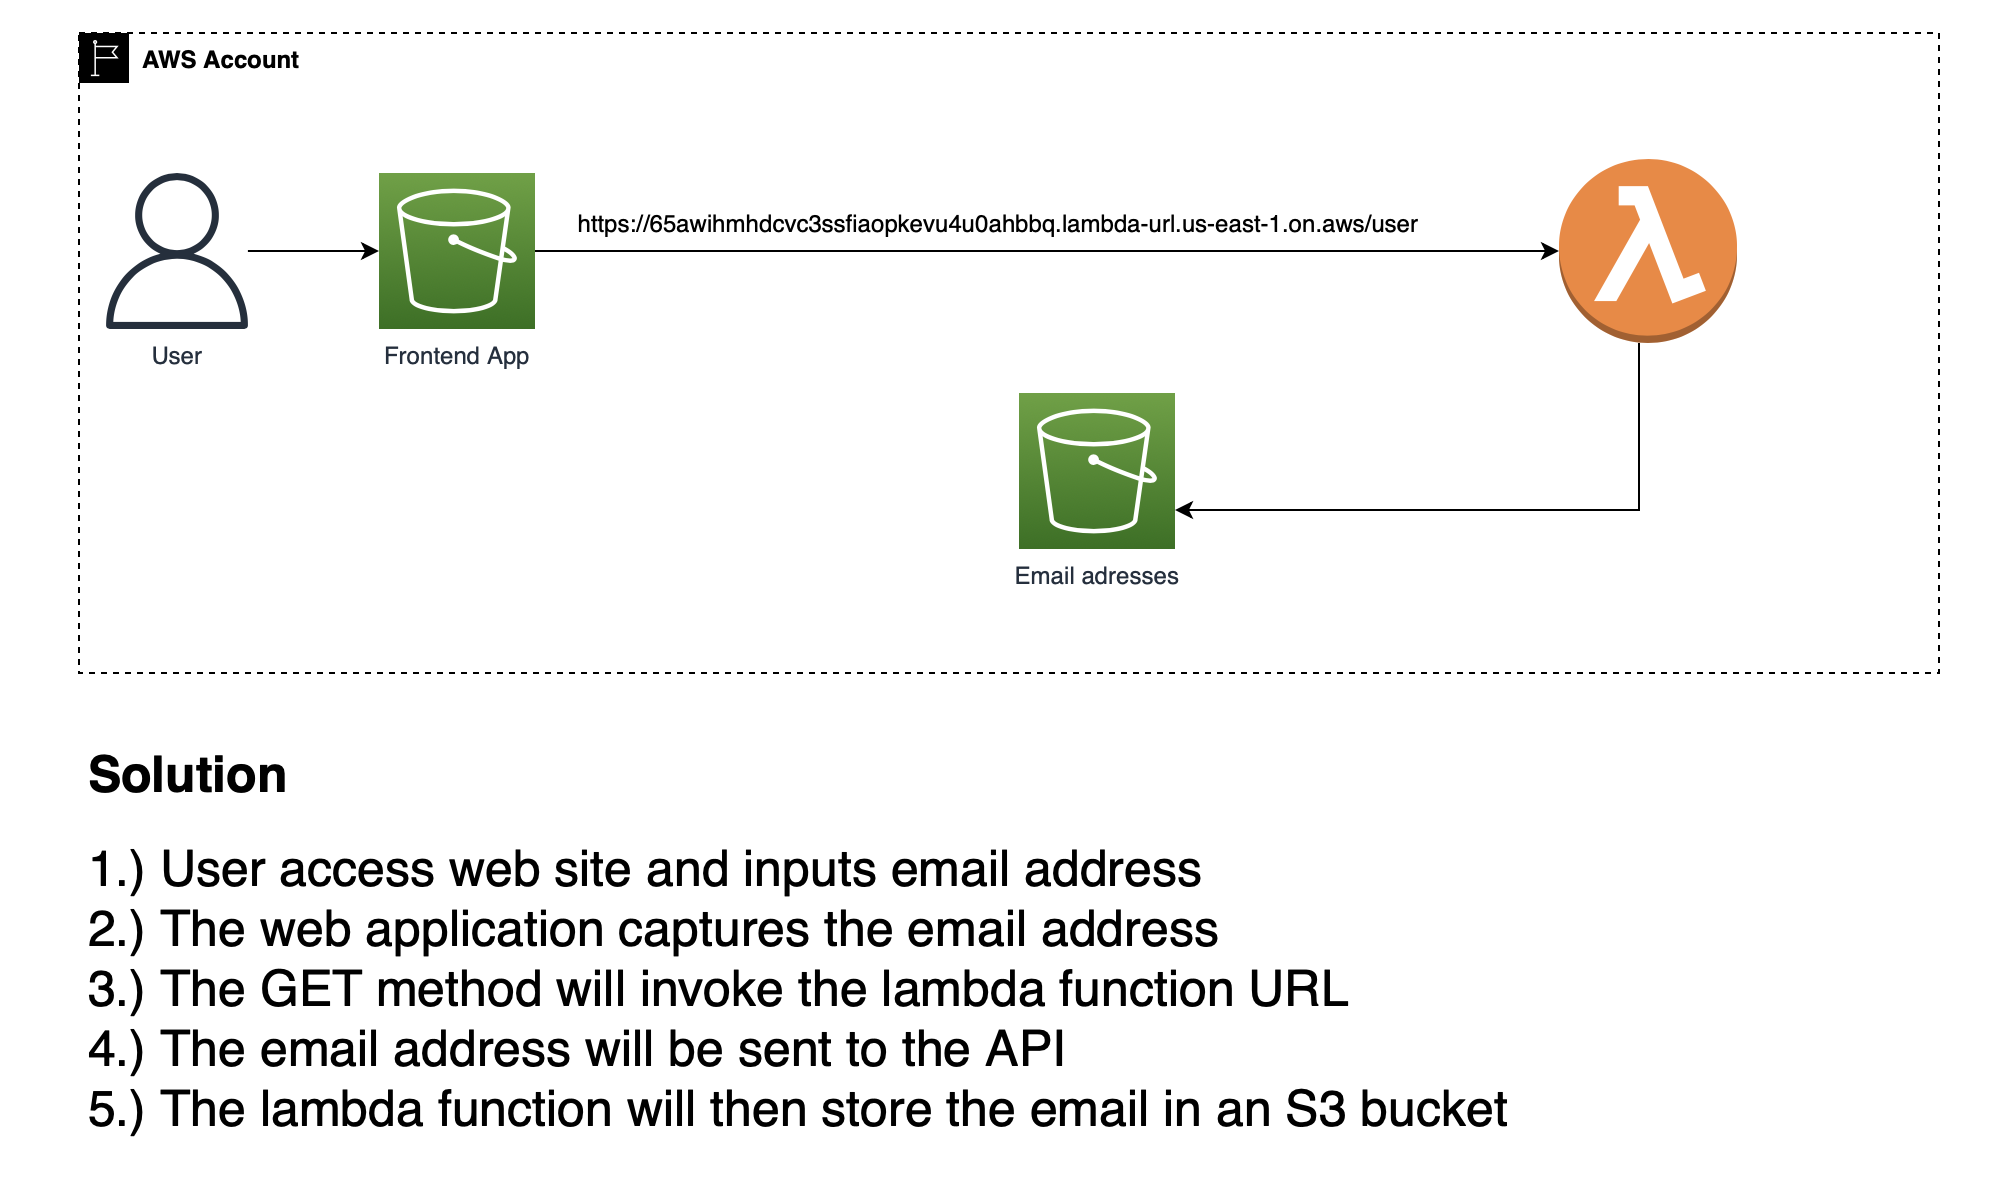 AWS Account
https://65awihmhdcvc3ssfiaopkevu4u0ahbbq.lambda-url.us-east-1.on.aws/user
User
Frontend App
Email adresses
Solution
1.) User access web site and inputs email address
2.) The web application captures the email address
3.) The GET method will invoke the lambda function URL
4.) The email address will be sent to the API
5.) The lambda function will then store the email in an S3 bucket